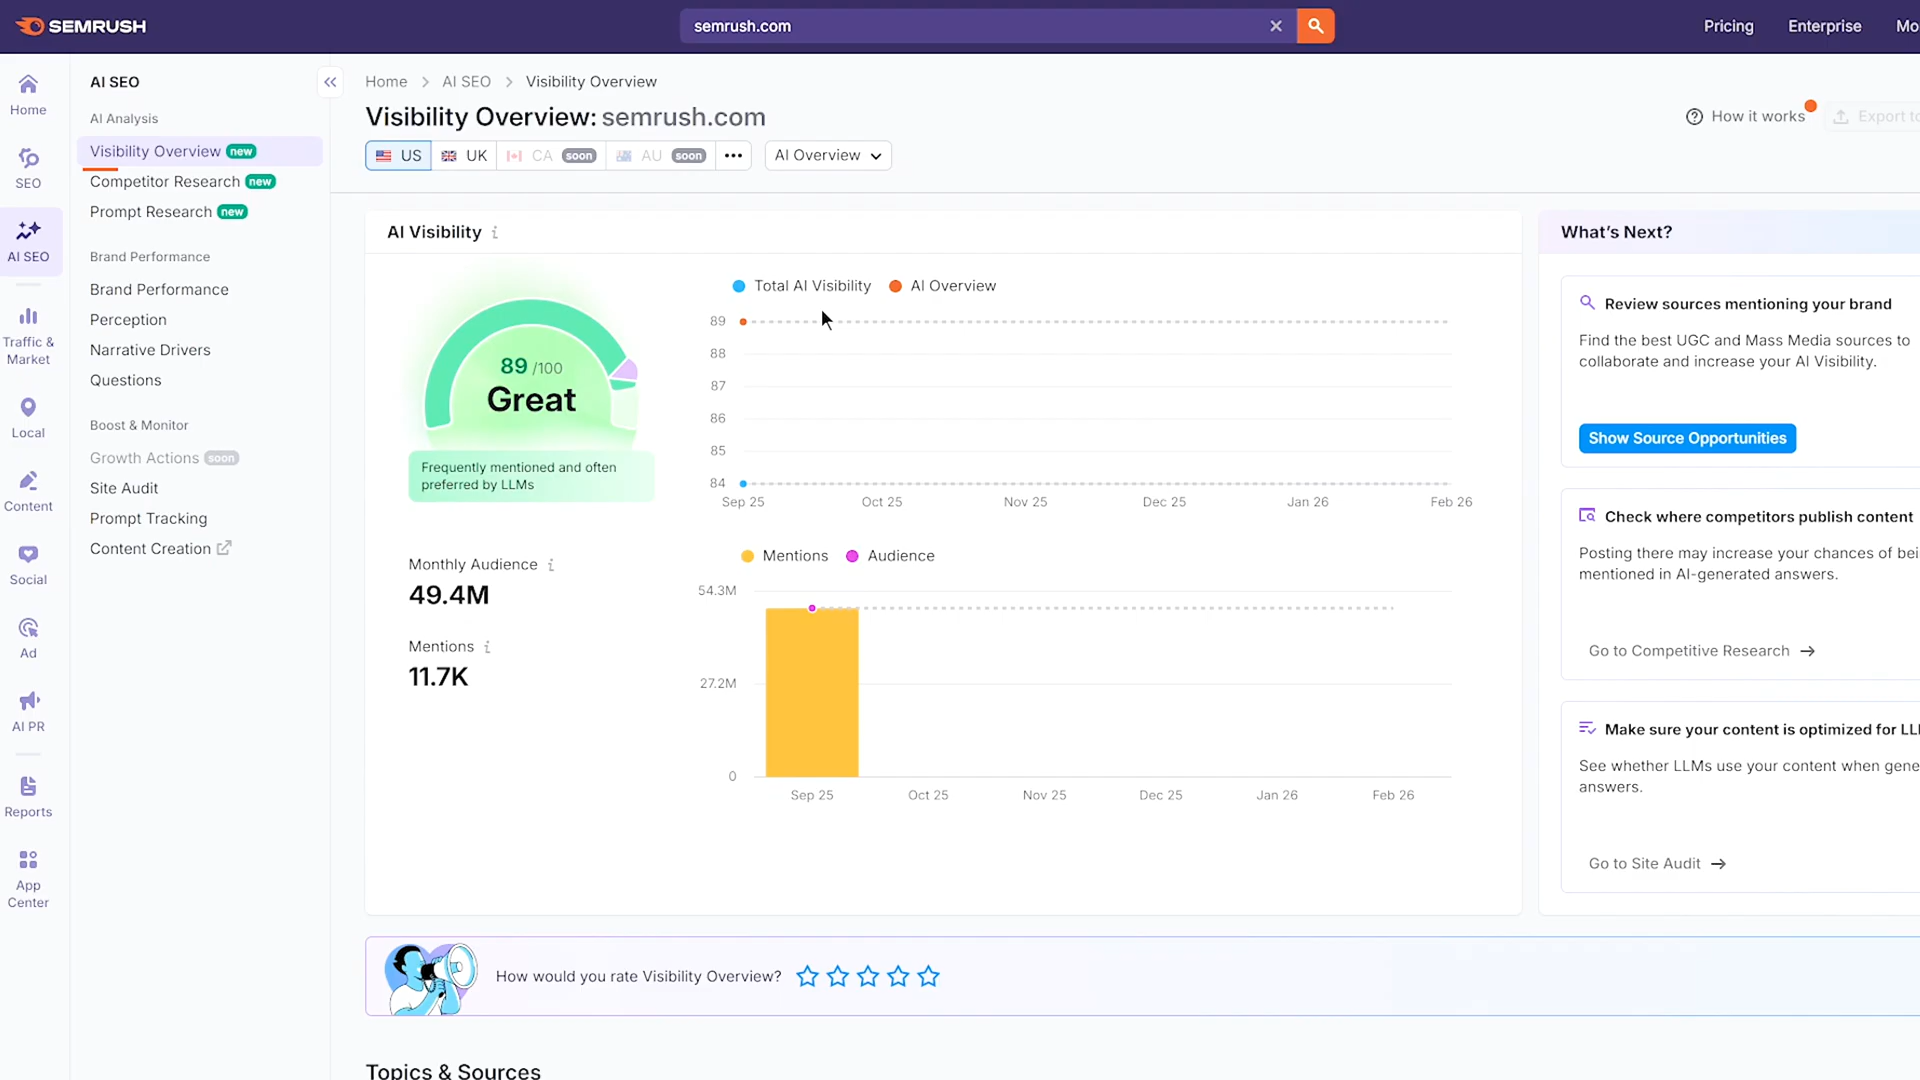 SEMRUSH
semrush.com
Pricing
Enterprise
Mo
Home
SEO
AI SEO
Traffic &
Market
Local
Content
Social
Ad
AI PR
Reports
App
Center
AI SEO
AI Analysis
Visibility Overview new
Competitor Research new
Prompt Research new
Brand Performance
Brand Performance
Perception
Narrative Drivers
Questions
Boost & Monitor
Growth Actions soon
Site Audit
Prompt Tracking
Content Creation
Home > AI SEO > Visibility Overview
Visibility Overview: semrush.com
How it works
Export to
US
UK
CA soon
AU soon
AI Overview
AI Visibility
89 /100
Great
Frequently mentioned and often
preferred by LLMs
Total AI Visibility
AI Overview
89
88
87
86
85
84
Sep 25 Oct 25 Nov 25 Dec 25 Jan 26 Feb 26
Monthly Audience
49.4M
Mentions
11.7K
Mentions
Audience
54.3M
27.2M
0
Sep 25 Oct 25 Nov 25 Dec 25 Jan 26 Feb 26
What's Next?
Review sources mentioning your brand
Find the best UGC and Mass Media sources to
collaborate and increase your AI Visibility.
Show Source Opportunities
Check where competitors publish content
Posting there may increase your chances of bei
mentioned in AI-generated answers.
Go to Competitive Research
Make sure your content is optimized for LL
See whether LLMs use your content when gene
answers.
Go to Site Audit
How would you rate Visibility Overview?
Topics & Sources